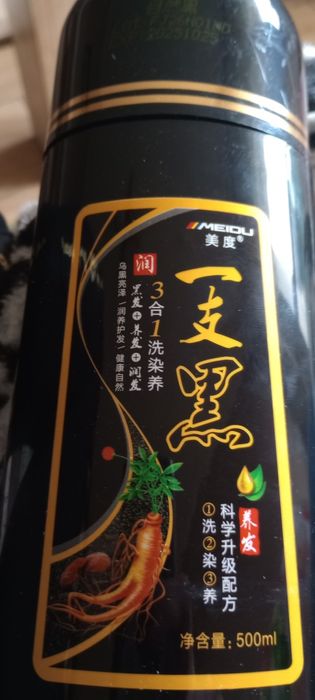 20251025
MEIDU
美度®
一支黑
润
3合1洗染养
黑发+养发+润发
乌黑亮泽 | 润养护发 | 健康自然
养发
科学升级配方
①洗②染③养
净含量: 500ml